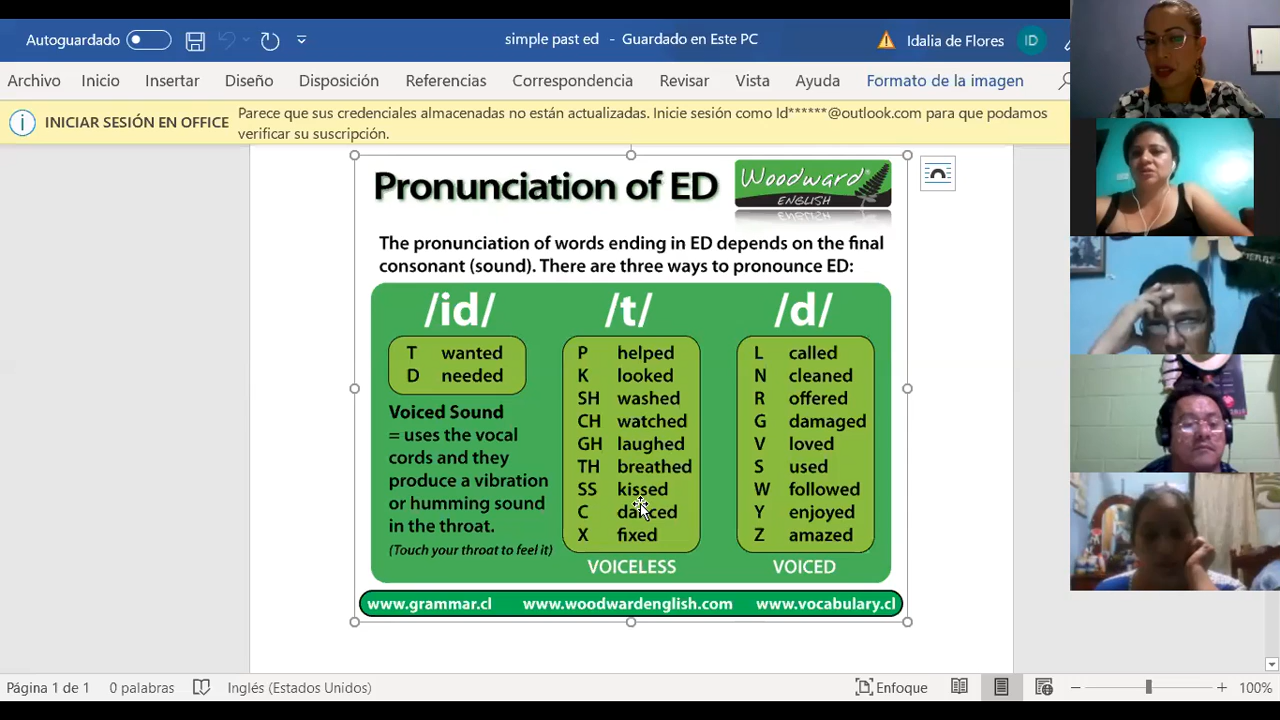 Autoguardado
simple past ed - Guardado en Este PC
Idalia de Flores
ID
Archivo Inicio Insertar Diseño Disposición Referencias Correspondencia Revisar Vista Ayuda Formato de la imagen
INICIAR SESIÓN EN OFFICE
Parece que sus credenciales almacenadas no están actualizadas. Inicie sesión como Id******@outlook.com para que podamos
verificar su suscripción.
Pronunciation of ED
Woodward
ENGLISH
The pronunciation of words ending in ED depends on the final
consonant (sound). There are three ways to pronounce ED:
/id/
T wanted
D needed
Voiced Sound
= uses the vocal
cords and they
produce a vibration
or humming sound
in the throat.
(Touch your throat to feel it)
/t/
P helped
K looked
SH washed
CH watched
GH laughed
TH breathed
SS kissed
C danced
X fixed
VOICELESS
/d/
L called
N cleaned
R offered
G damaged
V loved
S used
W followed
Y enjoyed
Z amazed
VOICED
www.grammar.cl www.woodwardenglish.com www.vocabulary.cl
Página 1 de 1 0 palabras Inglés (Estados Unidos) Enfoque 100%